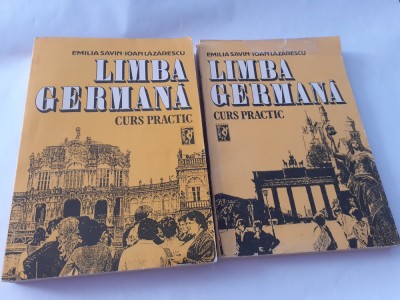 EMILIA SAVIN·IOAN LĂZĂRESCU
LIMBA
GERMANĂ
CURS PRACTIC
EMILIA SAVIN·IOAN LĂZĂRESCU
LIMBA
GERMANĂ
CURS PRACTIC